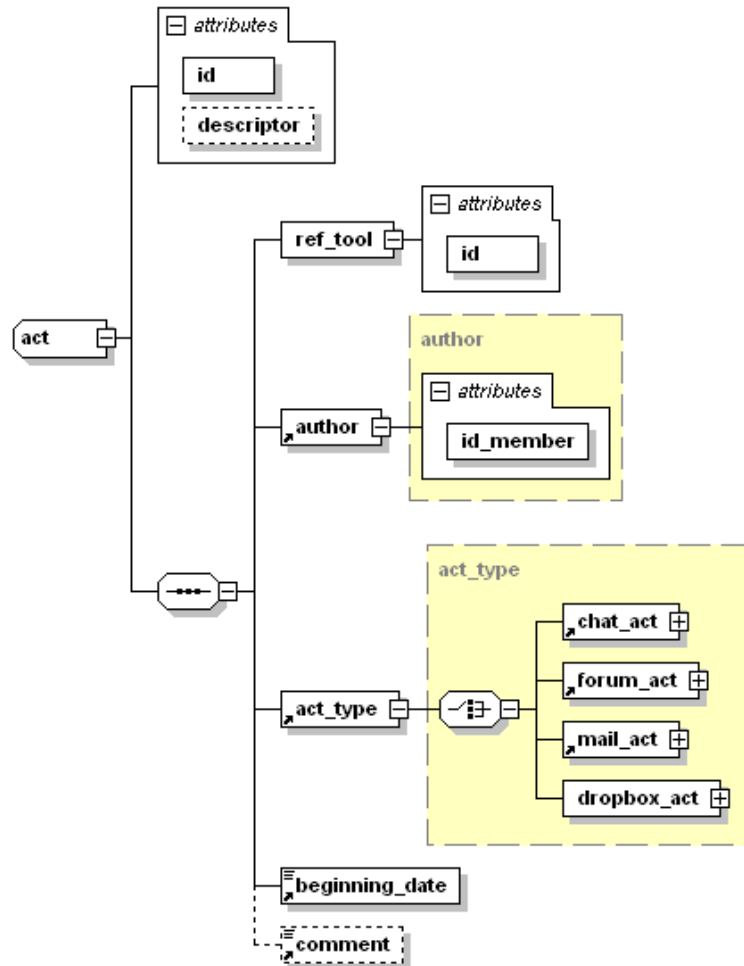 attributes
id
descriptor
attributes
ref_tool
id
act
author
attributes
author
id_member
act_type
chat_act
forum_act
act_type
mail_act
dropbox_act
beginning_date
comment